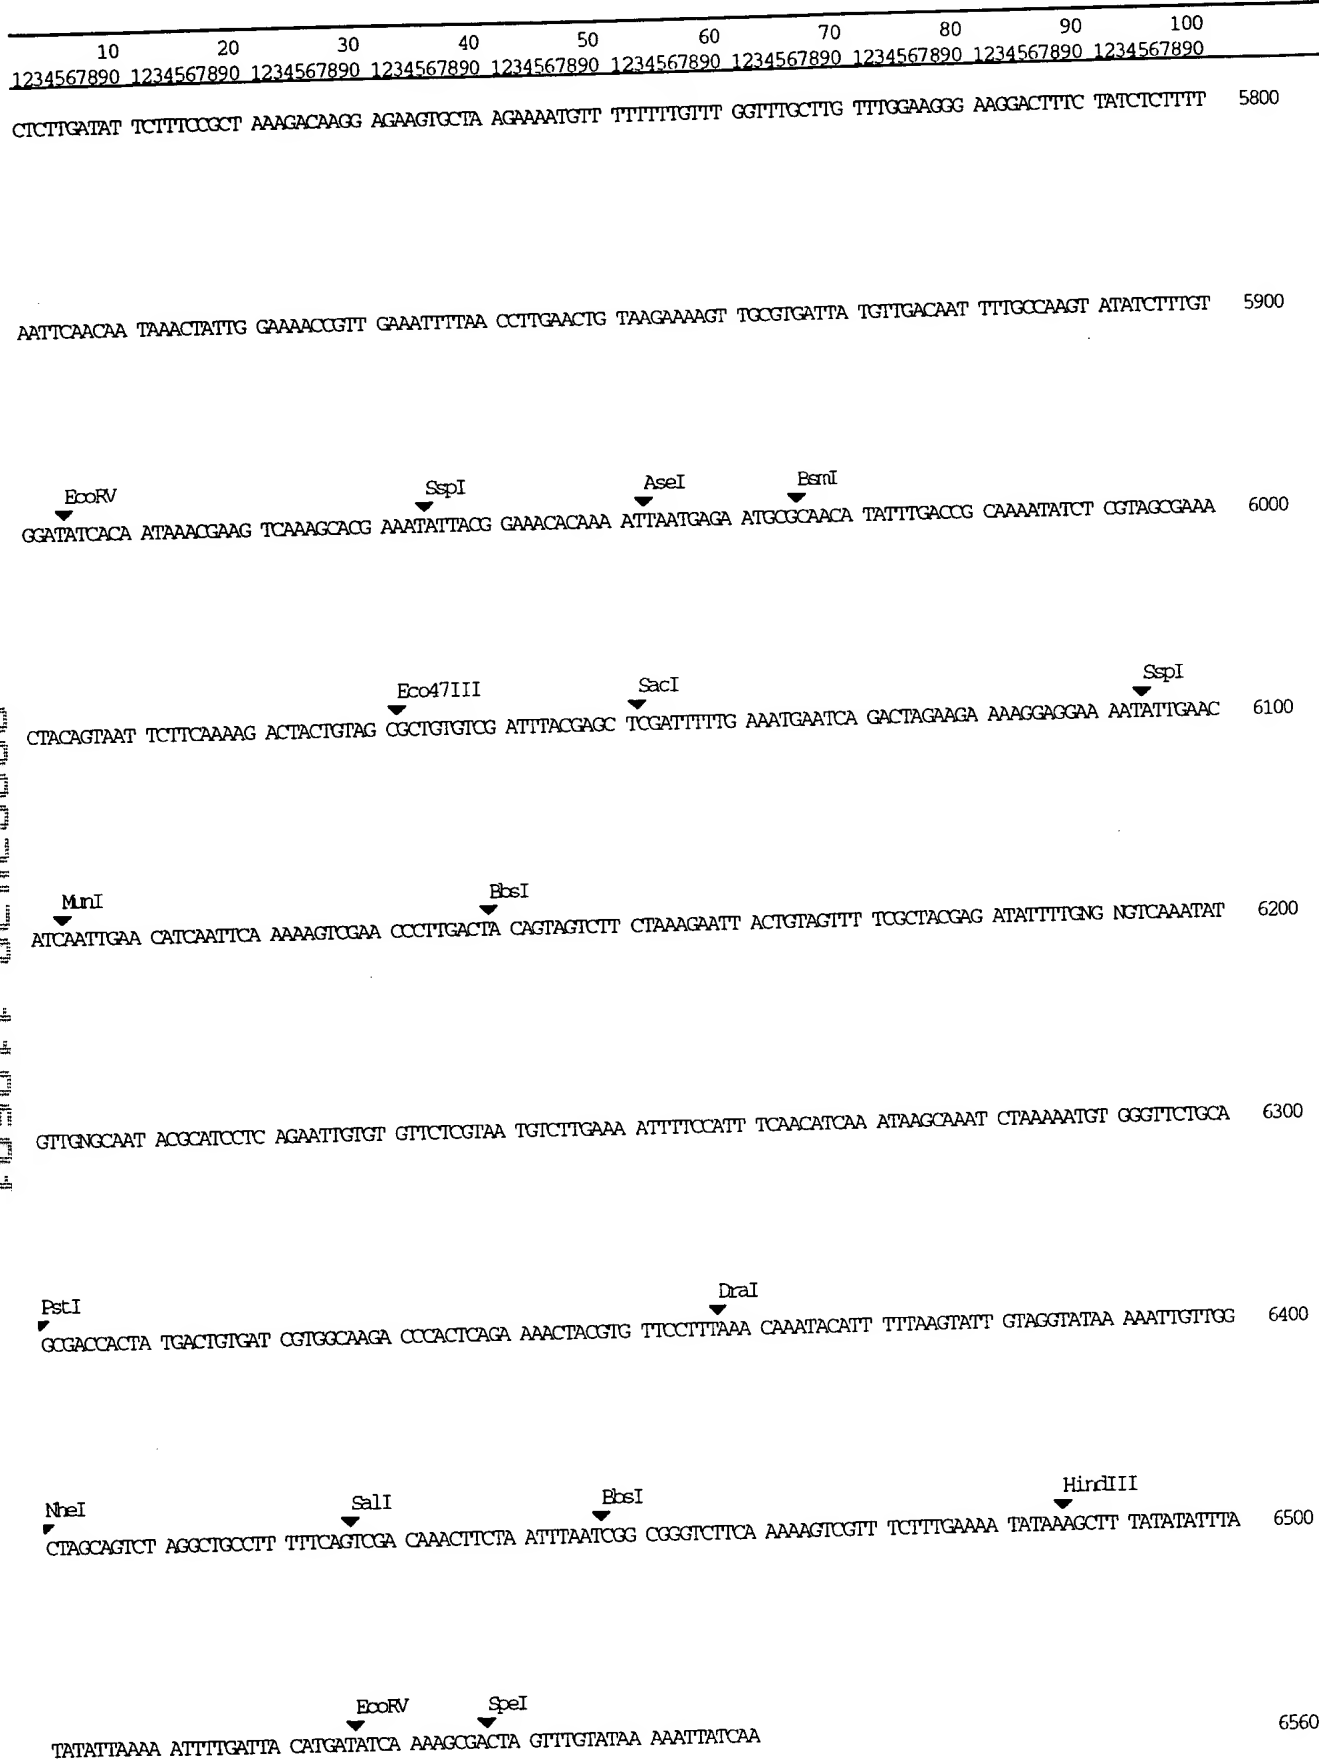 10 20 30 40 50 60 70 80 90 100
1234567890 1234567890 1234567890 1234567890 1234567890 1234567890 1234567890 1234567890 1234567890 1234567890
CTCTTGATAT TCTTTCCGCT AAAGACAAGG AGAAGTGCTA AGAAAATGTT TTTTTTGTTT GGTTTGCTTG TTTGGAAGGG AAGGACTTTC TATCTCTTTT 5800
AATTCAACAA TAAACTATTG GAAAACCGTT GAAATTTTAA CCTTGAACTG TAAGAAAAGT TGCGTGATTA TGTTGACAAT TTTGCCAAGT ATATCTTTGT 5900
EcoRV SspI AseI BsmI
GGATATCACA ATAAACGAAG TCAAAGCACG AAATATTACG GAAACACAAA ATTAATGAGA ATGCGCAACA TATTTGACCG CAAAATATCT CGTAGCGAAA 6000
Eco47III SacI SspI
CTACAGTAAT TCTTCAAAAG ACTACTGTAG CGCTGTGTCG ATTTACGAGC TCGATTTTTG AAATGAATCA GACTAGAAGA AAAGGAGGAA AATATTGAAC 6100
MunI BbsI
ATCAATTGAA CATCAATTCA AAAAGTCGAA CCCTTGACTA CAGTAGTCTT CTAAAGAATT ACTGTAGTTT TCGCTACGAG ATATTTTGNG NGTCAAATAT 6200
GTTGNGCAAT ACGCATCCTC AGAATTGTGT GTTCTCGTAA TGTCTTGAAA ATTTTCCATT TCAACATCAA ATAAGCAAAT CTAAAAATGT GGGTTCTGCA 6300
PstI DraI
GCGACCACTA TGACTGTGAT CGTGGCAAGA CCCACTCAGA AAACTACGTG TTCCTTTAAA CAAATACATT TTTAAGTATT GTAGGTATAA AAATTGTTGG 6400
NheI SalI BbsI HindIII
CTAGCAGTCT AGGCTGCCTT TTTCAGTCGA CAAACTTCTA ATTTAATCGG CGGGTCTTCA AAAAGTCGTT TCTTTGAAAA TATAAAGCTT TATATATTTA 6500
EcoRV SpeI
TATATTAAAA ATTTTGATTA CATGATATCA AAAGCGACTA GTTTGTATAA AAATTATCAA 6560